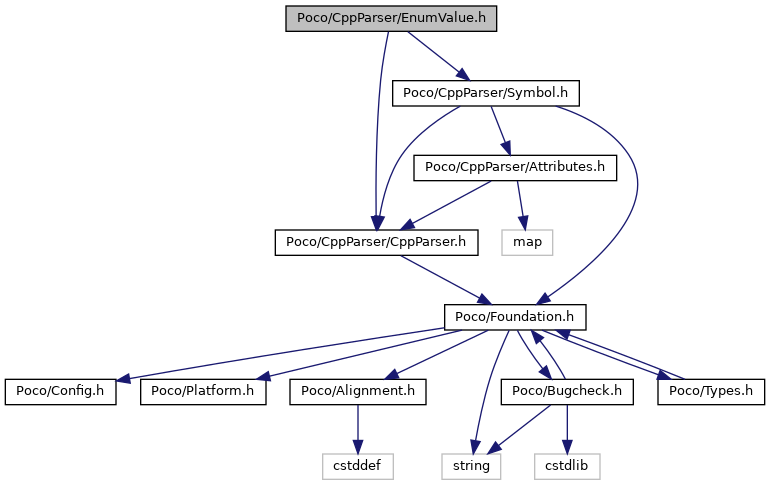 Poco/CppParser/EnumValue.h
Poco/CppParser/Symbol.h
Poco/CppParser/Attributes.h
Poco/CppParser/CppParser.h
map
Poco/Foundation.h
Poco/Config.h
Poco/Platform.h
Poco/Alignment.h
Poco/Bugcheck.h
Poco/Types.h
cstddef
string
cstdlib